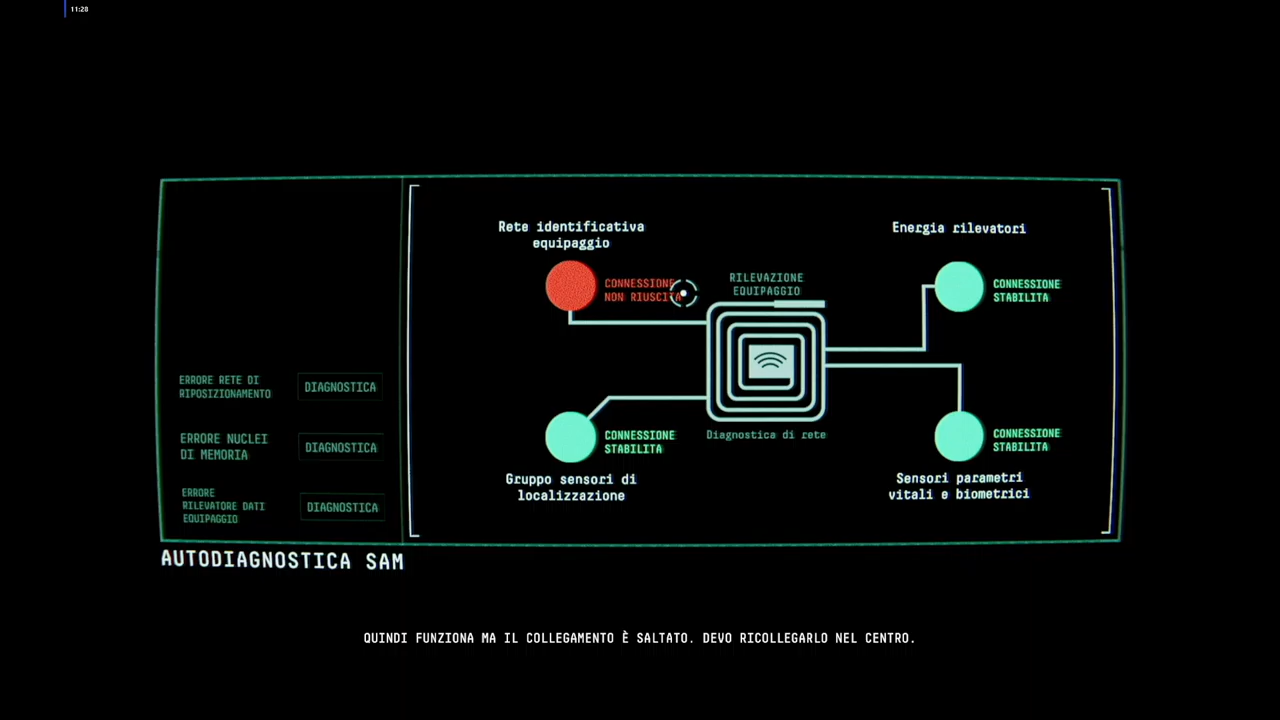 11:28
Rete identificativa
equipaggio
CONNESSIONE
NON RIUSCITA
RILEVAZIONE
EQUIPAGGIO
Energia rilevatori
CONNESSIONE
STABILITA
ERRORE RETE DI
RIPOSIZIONAMENTO
DIAGNOSTICA
ERRORE NUCLEI
DI MEMORIA
DIAGNOSTICA
ERRORE
RILEVATORE DATI
EQUIPAGGIO
DIAGNOSTICA
CONNESSIONE
STABILITA
Gruppo sensori di
localizzazione
Diagnostica di rete
CONNESSIONE
STABILITA
Sensori parametri
vitali e biometrici
AUTODIAGNOSTICA SAM
QUINDI FUNZIONA MA IL COLLEGAMENTO È SALTATO. DEVO RICOLLEGARLO NEL CENTRO.